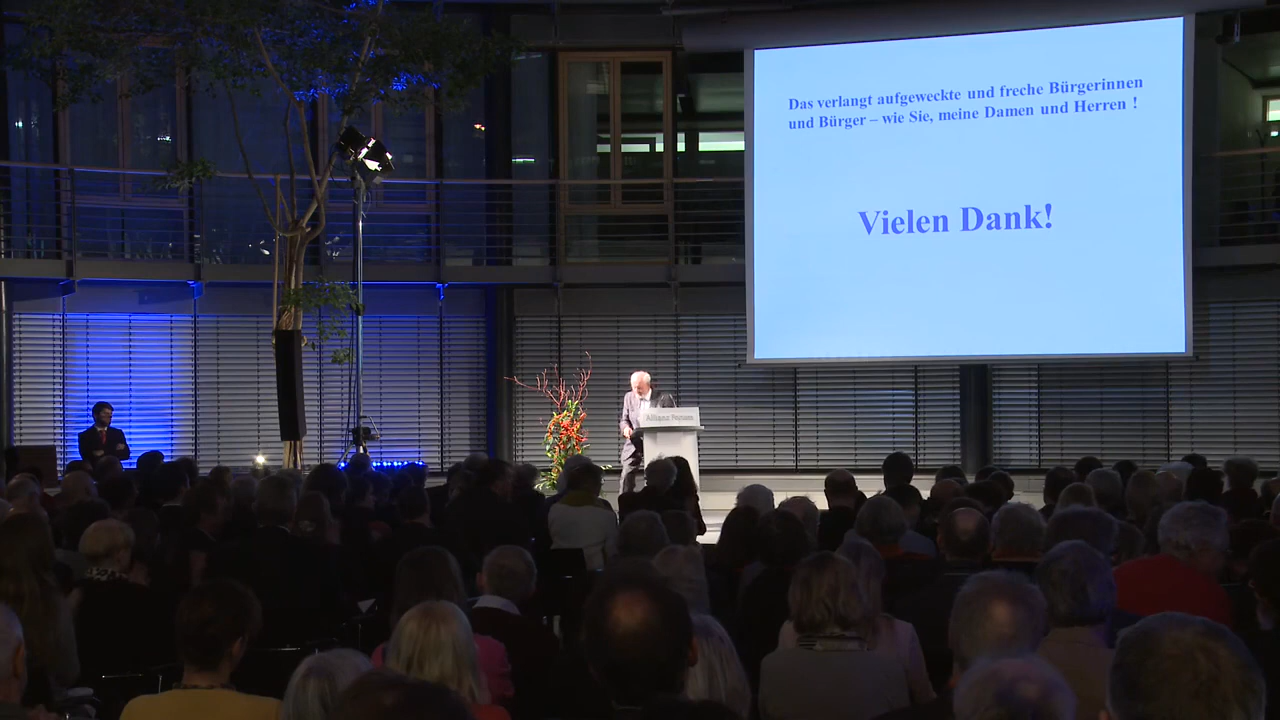 Das verlangt aufgeweckte und freche Bürgerinnen
und Bürger – wie Sie, meine Damen und Herren !
Vielen Dank!
Allianz Forum